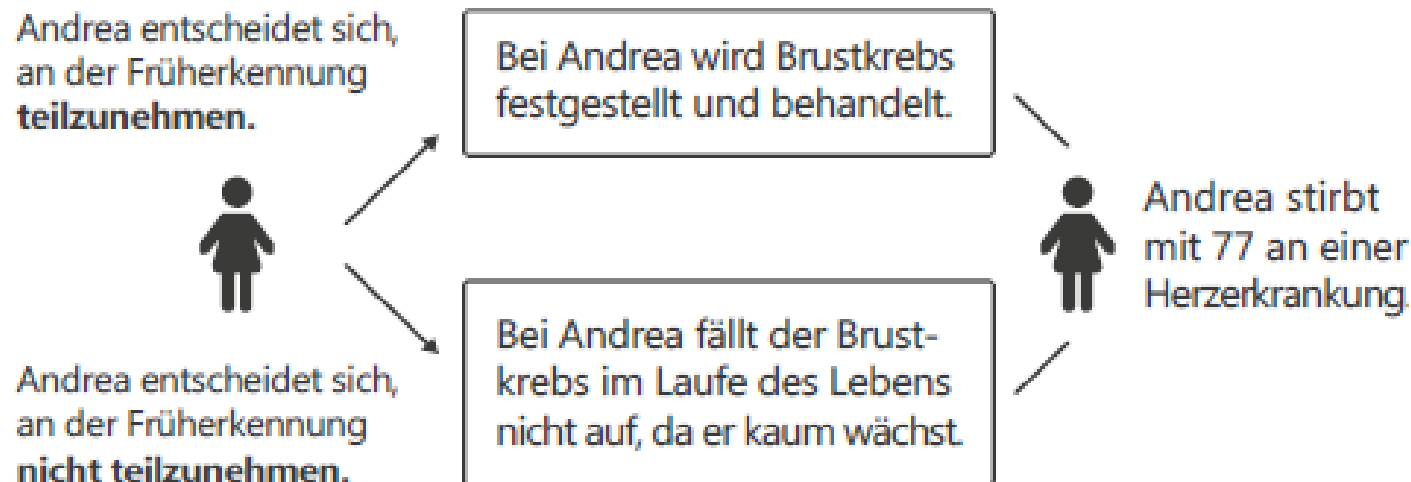 Andrea entscheidet sich,
an der Früherkennung
teilzunehmen.
Bei Andrea wird Brustkrebs
festgestellt und behandelt.
Andrea stirbt
mit 77 an einer
Herzerkrankung.
Andrea entscheidet sich,
an der Früherkennung
nicht teilzunehmen.
Bei Andrea fällt der Brust-
krebs im Laufe des Lebens
nicht auf, da er kaum wächst.